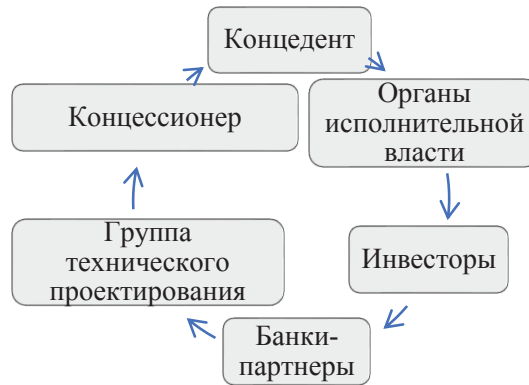 Концедент
Концессионер
Органы
исполнительной
власти
Группа
технического
проектирования
Инвесторы
Банки-
партнеры